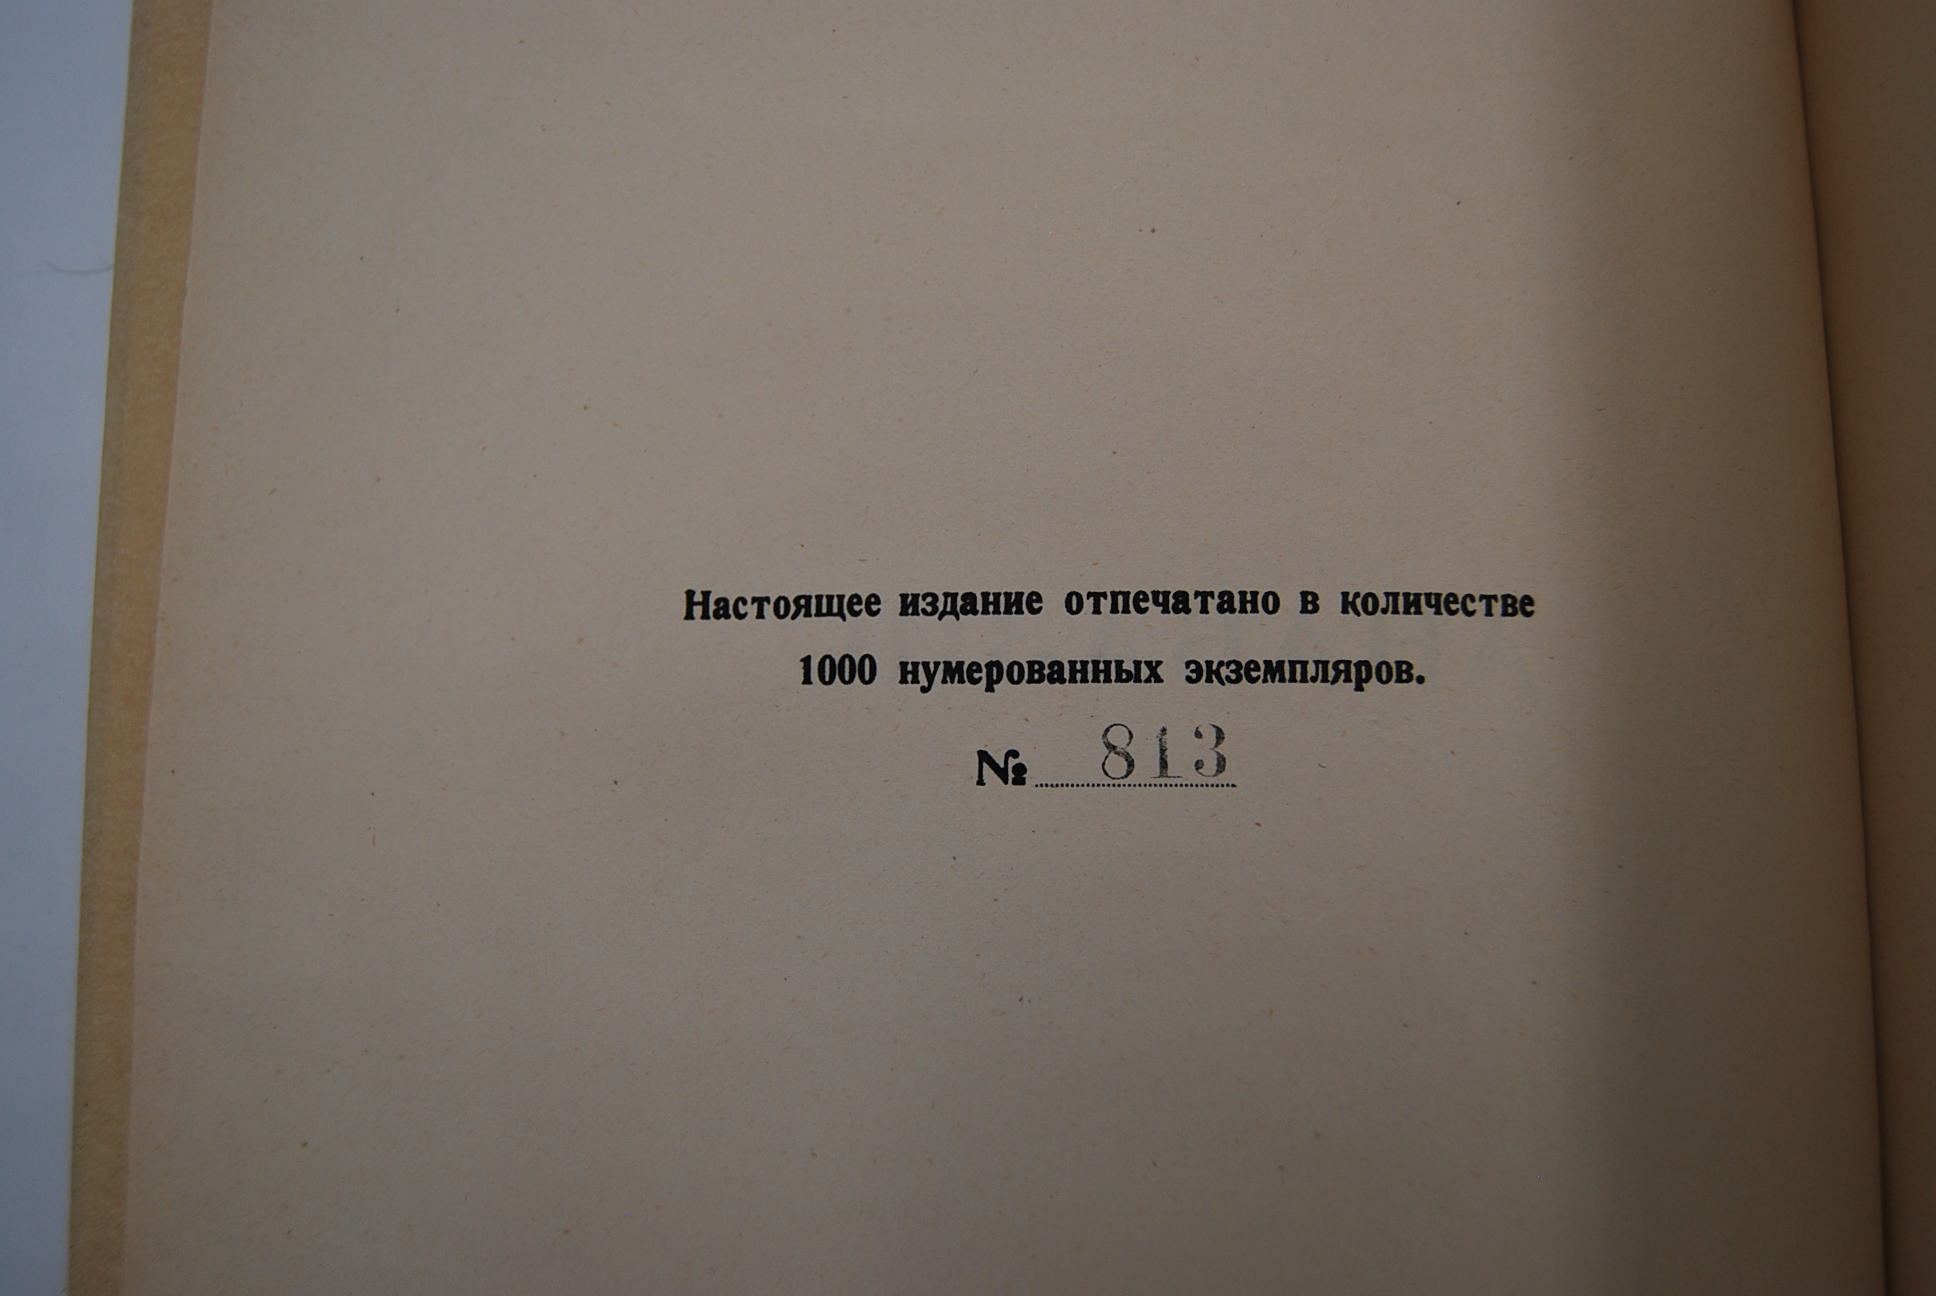 Настоящее издание отпечатано в количестве
1000 нумерованных экземпляров.
№ 813